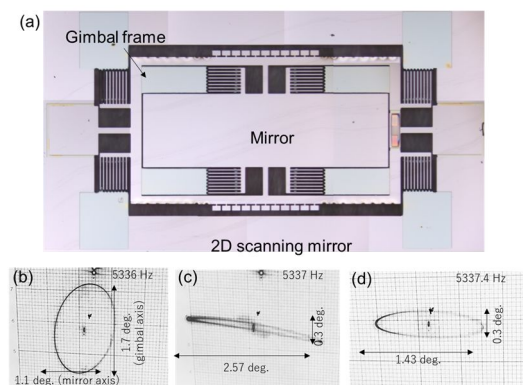 (a)
Gimbal frame
Mirror
2D scanning mirror
(b)
5336 Hz
1.7 deg.
(gimbal axis)
1.1 deg. (mirror axis)
(c)
5337 Hz
0.3 deg.
2.57 deg.
(d)
5337.4 Hz
0.3 deg.
1.43 deg.